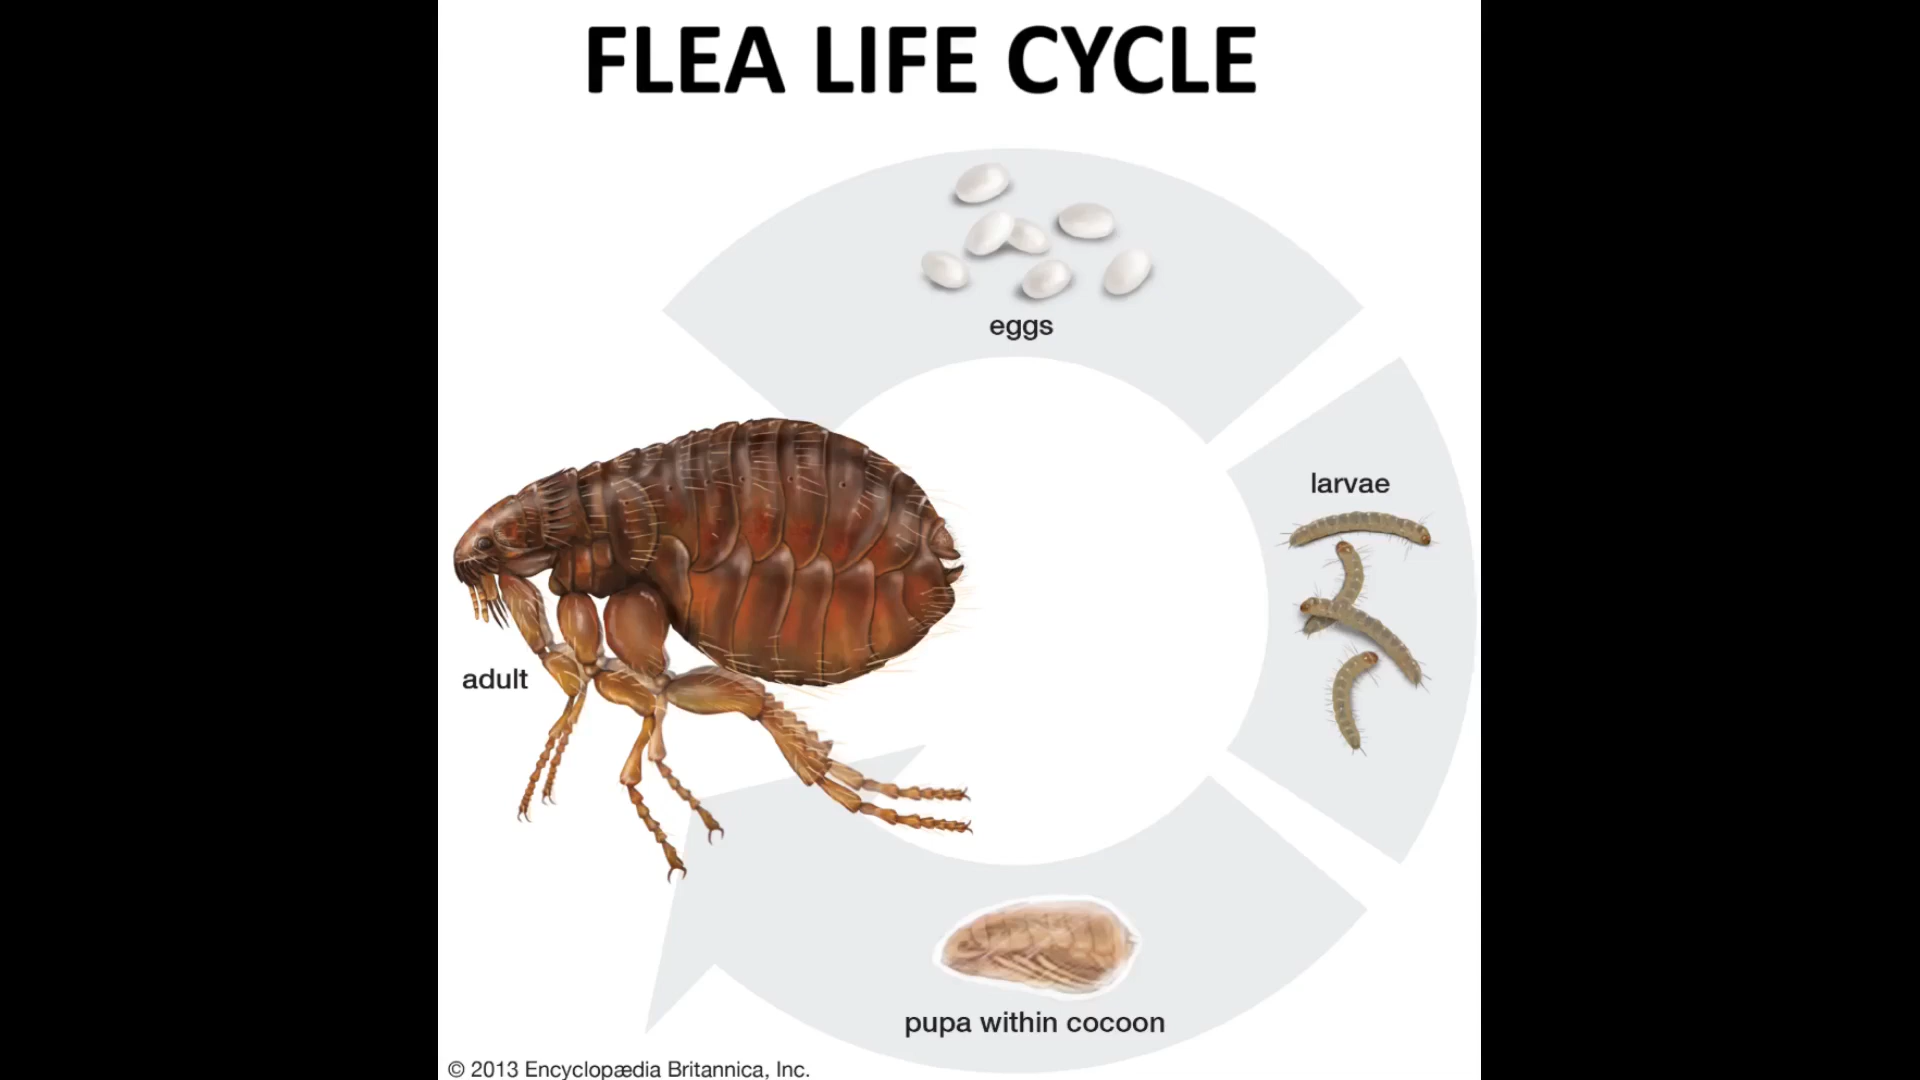 FLEA LIFE CYCLE
eggs
larvae
adult
pupa within cocoon
© 2013 Encyclopædia Britannica, Inc.